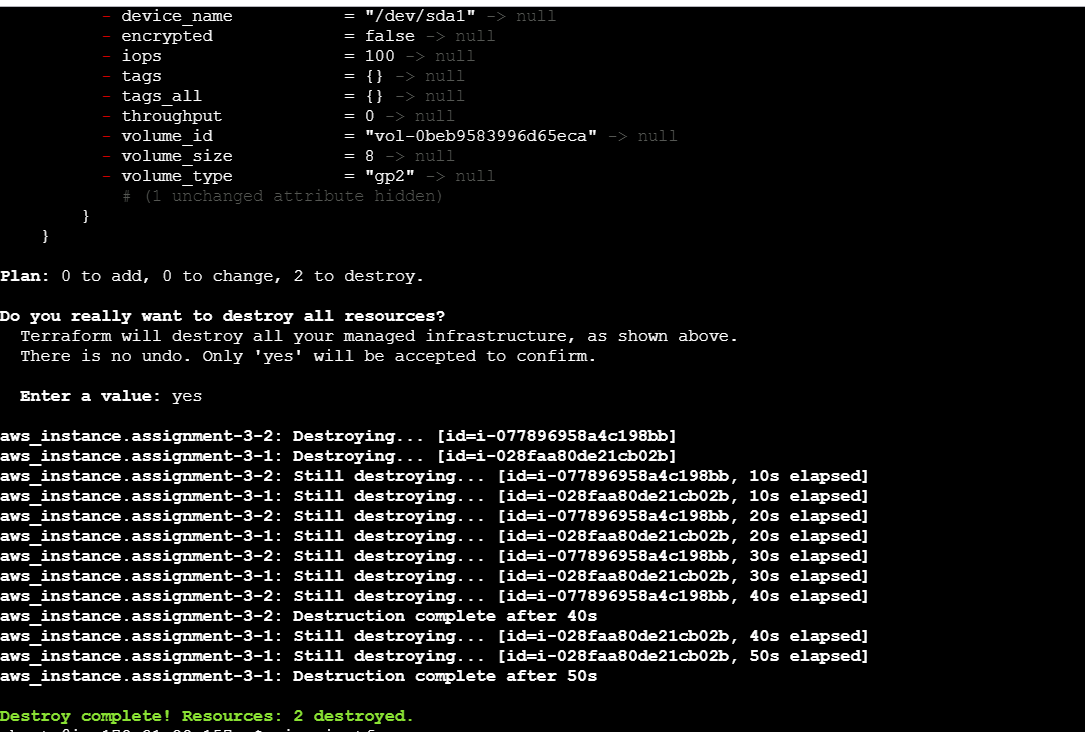 - device_name = "/dev/sda1" -> null
- encrypted = false -> null
- iops = 100 -> null
- tags = {} -> null
- tags_all = {} -> null
- throughput = 0 -> null
- volume_id = "vol-0beb9583996d65eca" -> null
- volume_size = 8 -> null
- volume_type = "gp2" -> null
# (1 unchanged attribute hidden)
}
}
Plan: 0 to add, 0 to change, 2 to destroy.
Do you really want to destroy all resources?
Terraform will destroy all your managed infrastructure, as shown above.
There is no undo. Only 'yes' will be accepted to confirm.
Enter a value: yes
aws_instance.assignment-3-2: Destroying... [id=i-077896958a4c198bb]
aws_instance.assignment-3-1: Destroying... [id=i-028faa80de21cb02b]
aws_instance.assignment-3-2: Still destroying... [id=i-077896958a4c198bb, 10s elapsed]
aws_instance.assignment-3-1: Still destroying... [id=i-028faa80de21cb02b, 10s elapsed]
aws_instance.assignment-3-2: Still destroying... [id=i-077896958a4c198bb, 20s elapsed]
aws_instance.assignment-3-1: Still destroying... [id=i-028faa80de21cb02b, 20s elapsed]
aws_instance.assignment-3-2: Still destroying... [id=i-077896958a4c198bb, 30s elapsed]
aws_instance.assignment-3-1: Still destroying... [id=i-028faa80de21cb02b, 30s elapsed]
aws_instance.assignment-3-2: Still destroying... [id=i-077896958a4c198bb, 40s elapsed]
aws_instance.assignment-3-2: Destruction complete after 40s
aws_instance.assignment-3-1: Still destroying... [id=i-028faa80de21cb02b, 40s elapsed]
aws_instance.assignment-3-1: Still destroying... [id=i-028faa80de21cb02b, 50s elapsed]
aws_instance.assignment-3-1: Destruction complete after 50s
Destroy complete! Resources: 2 destroyed.